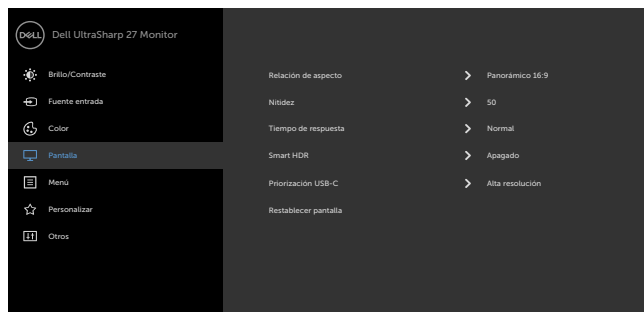 DELL
Dell UltraSharp 27 Monitor
Brillo/Contraste
Fuente entrada
Color
Pantalla
Menú
Personalizar
Otros
Relación de aspecto
Panorámico 16:9
Nitidez
50
Tiempo de respuesta
Normal
Smart HDR
Apagado
Priorización USB-C
Alta resolución
Restablecer pantalla